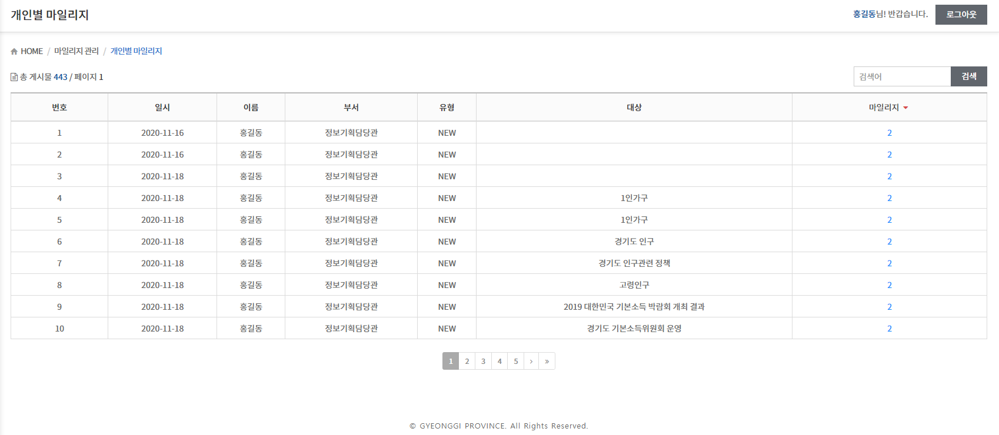 개인별 마일리지
홍길동님! 반갑습니다. 로그아웃
HOME / 마일리지 관리 / 개인별 마일리지
총 게시물 443 / 페이지 1
검색어 검색
번호 일시 이름 부서 유형 대상 마일리지
1 2020-11-16 홍길동 정보기획담당관 NEW 2
2 2020-11-16 홍길동 정보기획담당관 NEW 2
3 2020-11-18 홍길동 정보기획담당관 NEW 2
4 2020-11-18 홍길동 정보기획담당관 NEW 1인가구 2
5 2020-11-18 홍길동 정보기획담당관 NEW 1인가구 2
6 2020-11-18 홍길동 정보기획담당관 NEW 경기도 인구 2
7 2020-11-18 홍길동 정보기획담당관 NEW 경기도 인구관련 정책 2
8 2020-11-18 홍길동 정보기획담당관 NEW 고령인구 2
9 2020-11-18 홍길동 정보기획담당관 NEW 2019 대한민국 기본소득 박람회 개최 결과 2
10 2020-11-18 홍길동 정보기획담당관 NEW 경기도 기본소득위원회 운영 2
1 2 3 4 5 › »
© GYEONGGI PROVINCE. All Rights Reserved.